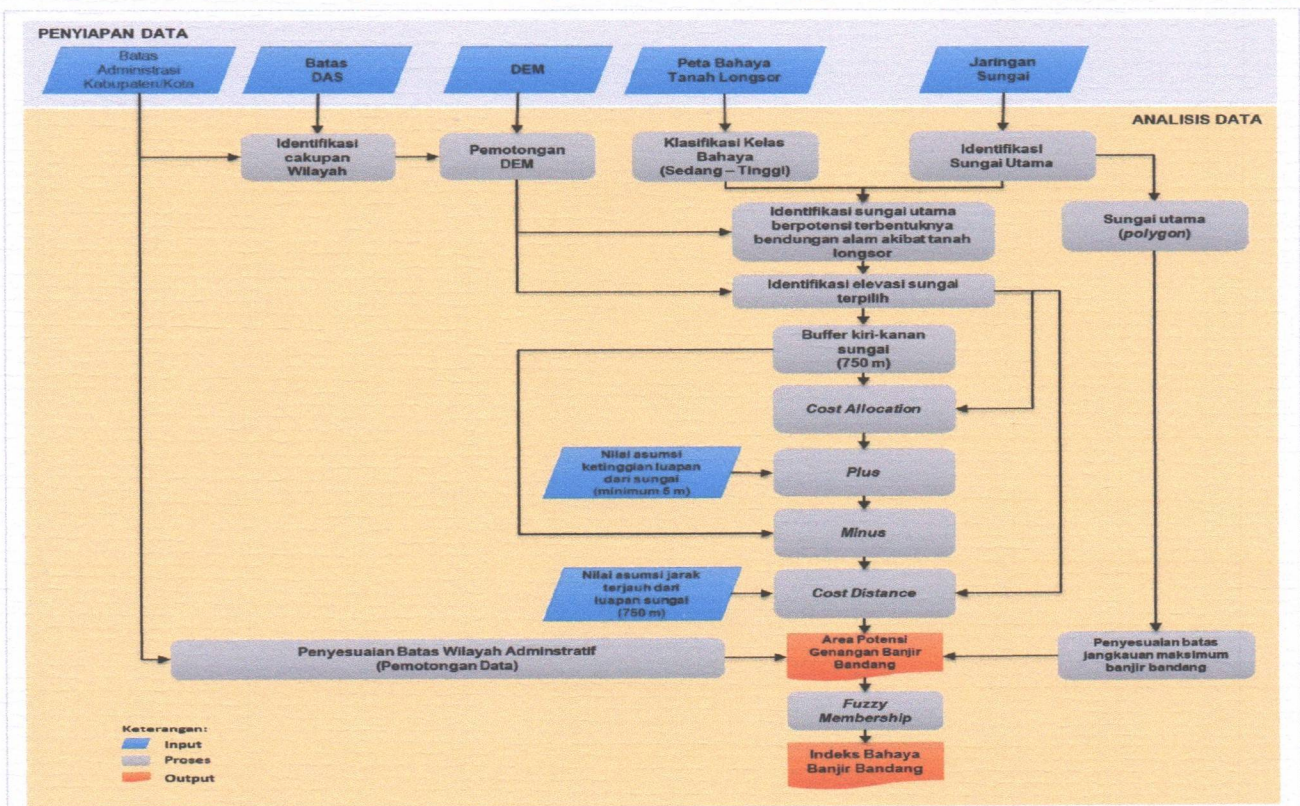 PENYIAPAN DATA
Batas
Administrasi
Kabupaten/Kota
Batas
DAS
DEM
Peta Bahaya
Tanah Longsor
Jaringan
Sungai
ANALISIS DATA
Identifikasi
cakupan
Wilayah
Pemotongan
DEM
Klasifikasi Kelas
Bahaya
(Sedang – Tinggi)
Identifikasi
Sungai Utama
Identifikasi sungai utama
berpotensi terbentuknya
bendungan alam akibat tanah
longsor
Sungai utama
(polygon)
Identifikasi elevasi sungai
terpilih
Buffer kiri-kanan
sungai
(750 m)
Cost Allocation
Nilai asumsi
ketinggian luapan
dari sungai
(minimum 5 m)
Plus
Minus
Nilai asumsi jarak
terjauh dari
luapan sungai
(750 m)
Cost Distance
Penyesuaian Batas Wilayah Adminstratif
(Pemotongan Data)
Area Potensi
Genangan Banjir
Bandang
Penyesuaian batas
jangkauan maksimum
banjir bandang
Fuzzy
Membership
Indeks Bahaya
Banjir Bandang
Keterangan:
Input
Proses
Output